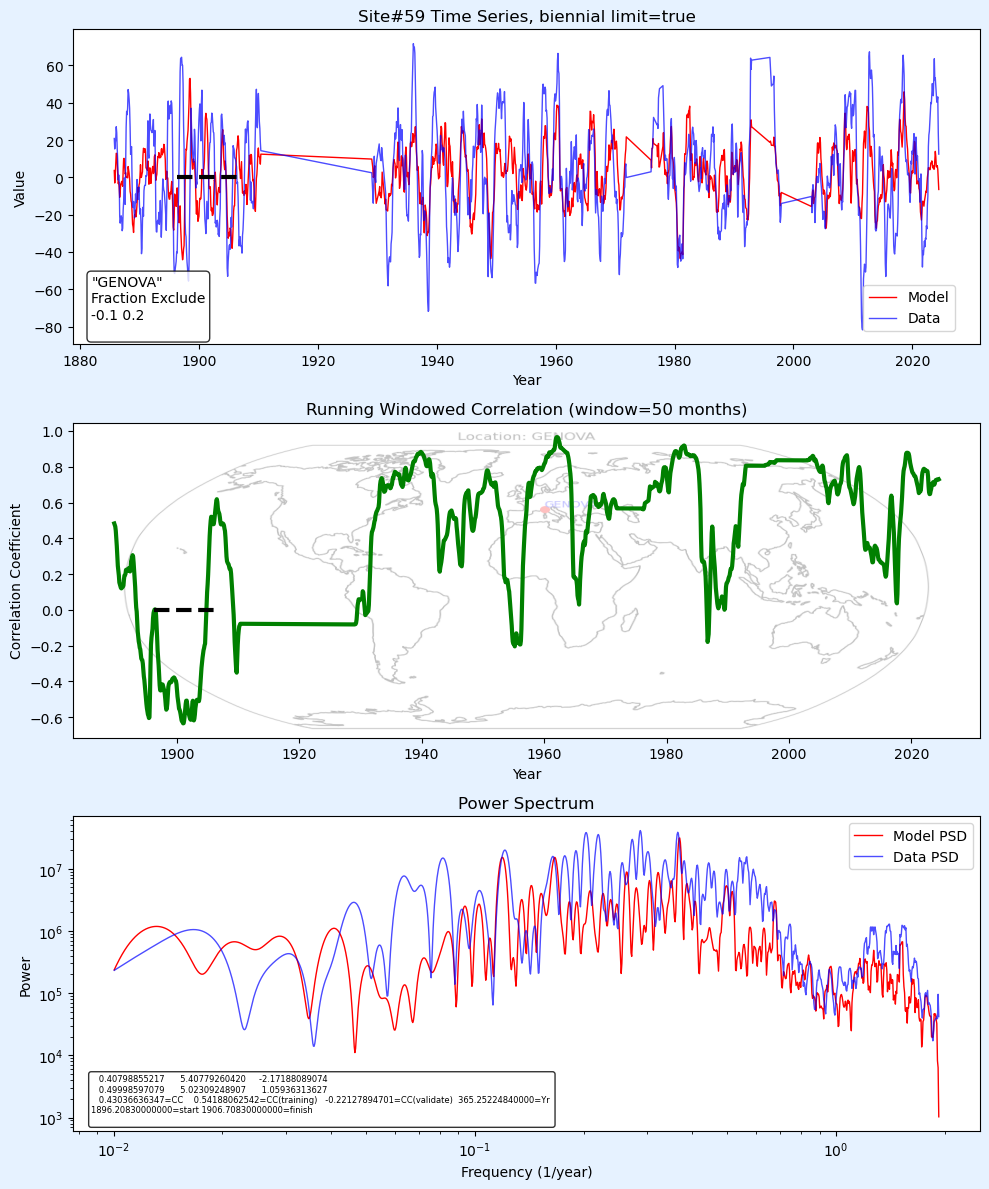 Site#59 Time Series, biennial limit=true
Value
60
40
20
0
−20
−40
−60
−80
"GENOVA"
Fraction Exclude
-0.1 0.2
Model
Data
1880 1900 1920 1940 1960 1980 2000 2020
Year
Running Windowed Correlation (window=50 months)
Location: GENOVA
GENOVA
Correlation Coefficient
1.0
0.8
0.6
0.4
0.2
0.0
−0.2
−0.4
−0.6
1900 1920 1940 1960 1980 2000 2020
Year
Power Spectrum
Model PSD
Data PSD
Power
10⁷
10⁶
10⁵
10⁴
10³
0.40798855217 5.40779260420 -2.17188089074
0.49998597079 5.02309248907 1.05936313627
0.43036636347=CC 0.54188062542=CC(training) -0.22127894701=CC(validate) 365.25224840000=Yr
1896.20830000000=start 1906.70830000000=finish
10⁻² 10⁻¹ 10⁰
Frequency (1/year)